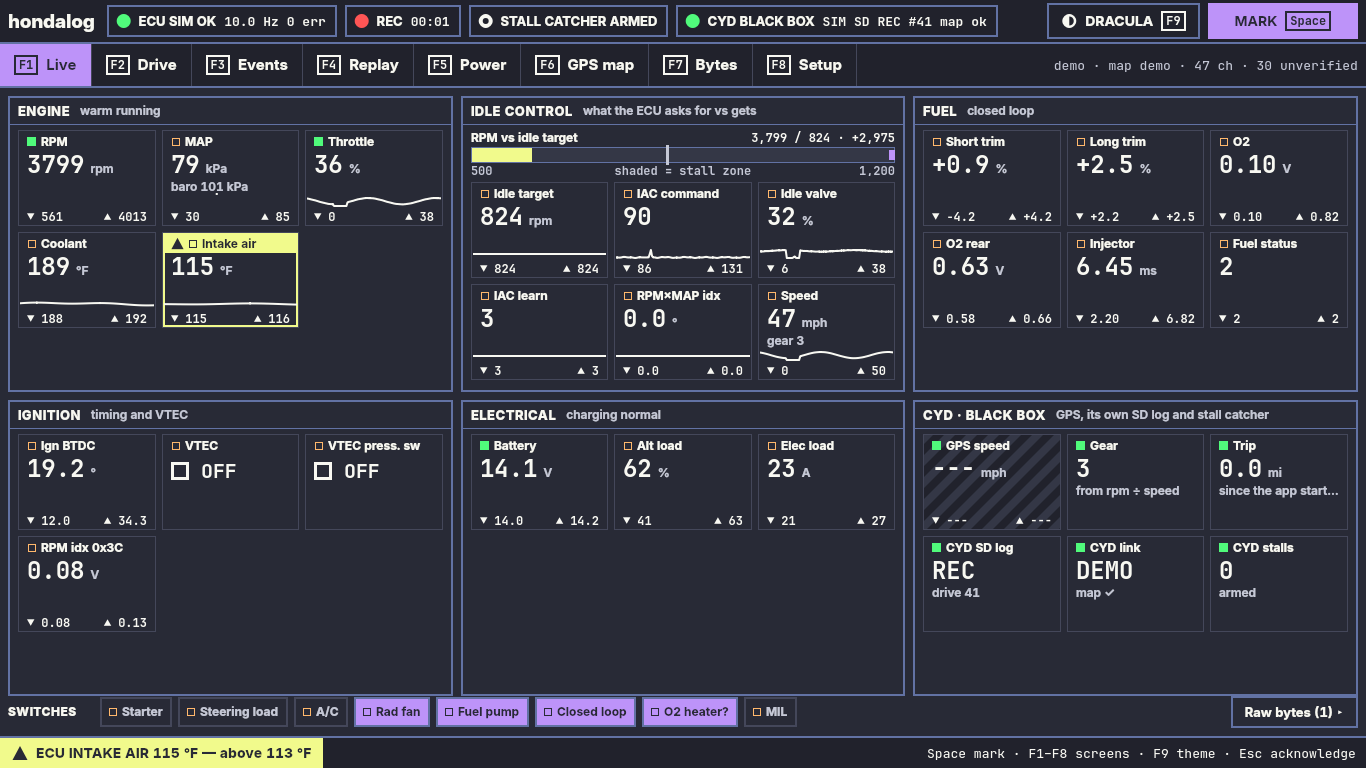 hondalog ECU SIM OK 10.0 Hz 0 err REC 00:01 STALL CATCHER ARMED CYD BLACK BOX SIM SD REC #41 map ok DRACULA F9 MARK Space
F1 Live F2 Drive F3 Events F4 Replay F5 Power F6 GPS map F7 Bytes F8 Setup demo · map demo · 47 ch · 30 unverified
ENGINE warm running
RPM MAP Throttle
3799 rpm 79 kPa 36 %
baro 101 kPa
▼ 561 ▲ 4013 ▼ 30 ▲ 85 ▼ 0 ▲ 38
Coolant Intake air
189 °F 115 °F
▼ 188 ▲ 192 ▼ 115 ▲ 116
IDLE CONTROL what the ECU asks for vs gets
RPM vs idle target 3,799 / 824 · +2,975
500 shaded = stall zone 1,200
Idle target IAC command Idle valve
824 rpm 90 32 %
▼ 824 ▲ 824 ▼ 86 ▲ 131 ▼ 6 ▲ 38
IAC learn RPM×MAP idx Speed
3 0.0 ° 47 mph
gear 3
▼ 3 ▲ 3 ▼ 0.0 ▲ 0.0 ▼ 0 ▲ 50
FUEL closed loop
Short trim Long trim O2
+0.9 % +2.5 % 0.10 V
▼ -4.2 ▲ +4.2 ▼ +2.2 ▲ +2.5 ▼ 0.10 ▲ 0.82
O2 rear Injector Fuel status
0.63 V 6.45 ms 2
▼ 0.58 ▲ 0.66 ▼ 2.20 ▲ 6.82 ▼ 2 ▲ 2
IGNITION timing and VTEC
Ign BTDC VTEC VTEC press. sw
19.2 ° OFF OFF
▼ 12.0 ▲ 34.3
RPM idx 0x3C
0.08 V
▼ 0.08 ▲ 0.13
ELECTRICAL charging normal
Battery Alt load Elec load
14.1 V 62 % 23 A
▼ 14.0 ▲ 14.2 ▼ 41 ▲ 63 ▼ 21 ▲ 27
CYD · BLACK BOX GPS, its own SD log and stall catcher
GPS speed Gear Trip
--- mph 3 0.0 mi
from rpm ÷ speed since the app start...
▼ --- ▲ ---
CYD SD log CYD link CYD stalls
REC DEMO 0
drive 41 map ✓ armed
SWITCHES Starter Steering load A/C Rad fan Fuel pump Closed loop O2 heater? MIL Raw bytes (1) ▸
▲ ECU INTAKE AIR 115 °F — above 113 °F Space mark · F1–F8 screens · F9 theme · Esc acknowledge